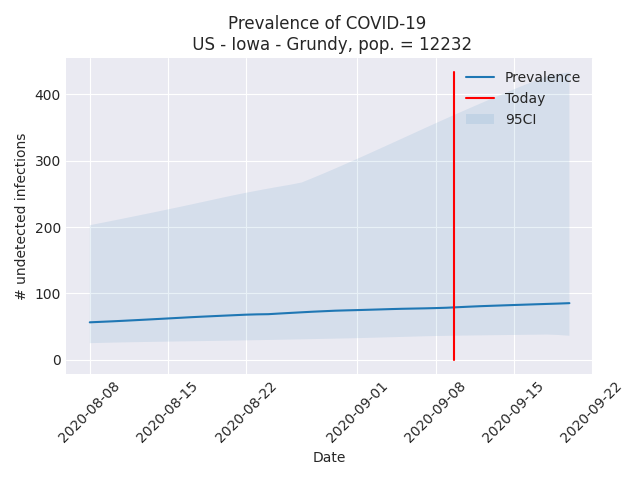 Prevalence of COVID-19
US - Iowa - Grundy, pop. = 12232
# undetected infections
400
300
200
100
0
Prevalence
Today
95CI
2020-08-08
2020-08-15
2020-08-22
2020-09-01
2020-09-08
2020-09-15
2020-09-22
Date